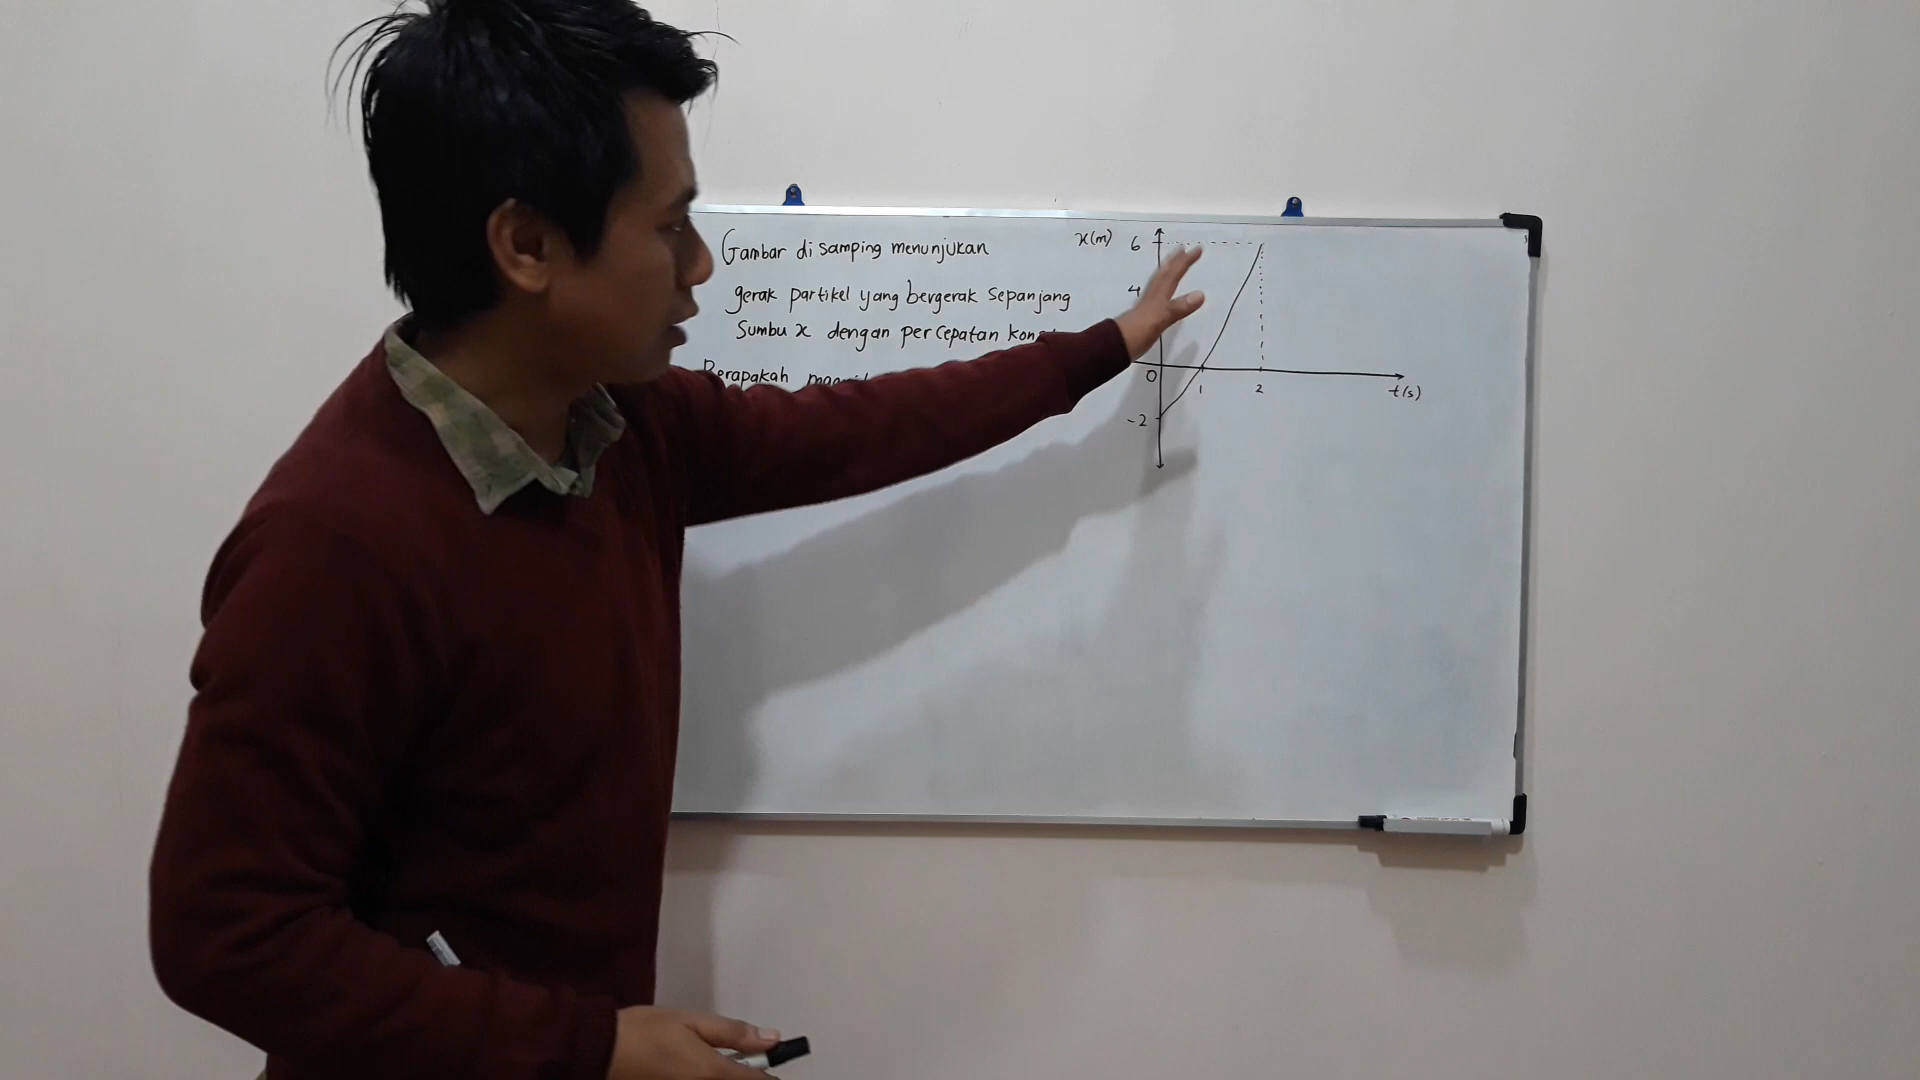 Gambar di samping menunjukan
gerak partikel yang bergerak sepanjang
Sumbu x dengan percepatan
Berapakah
x(m)
6
4
0
1
2
t(s)
-2